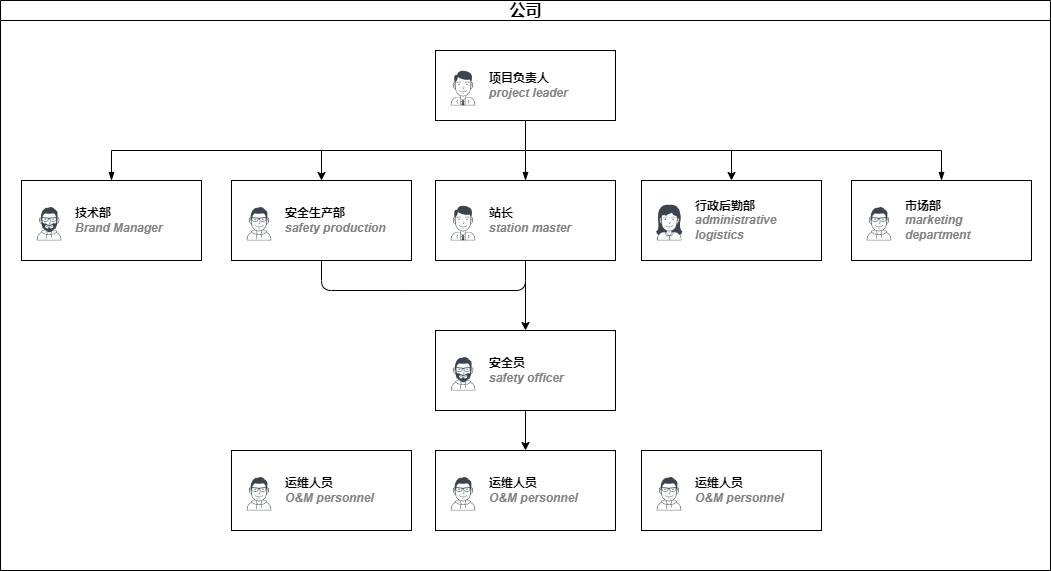 公司
项目负责人
project leader
技术部
Brand Manager
安全生产部
safety production
站长
station master
行政后勤部
administrative
logistics
市场部
marketing
department
安全员
safety officer
运维人员
O&M personnel
运维人员
O&M personnel
运维人员
O&M personnel